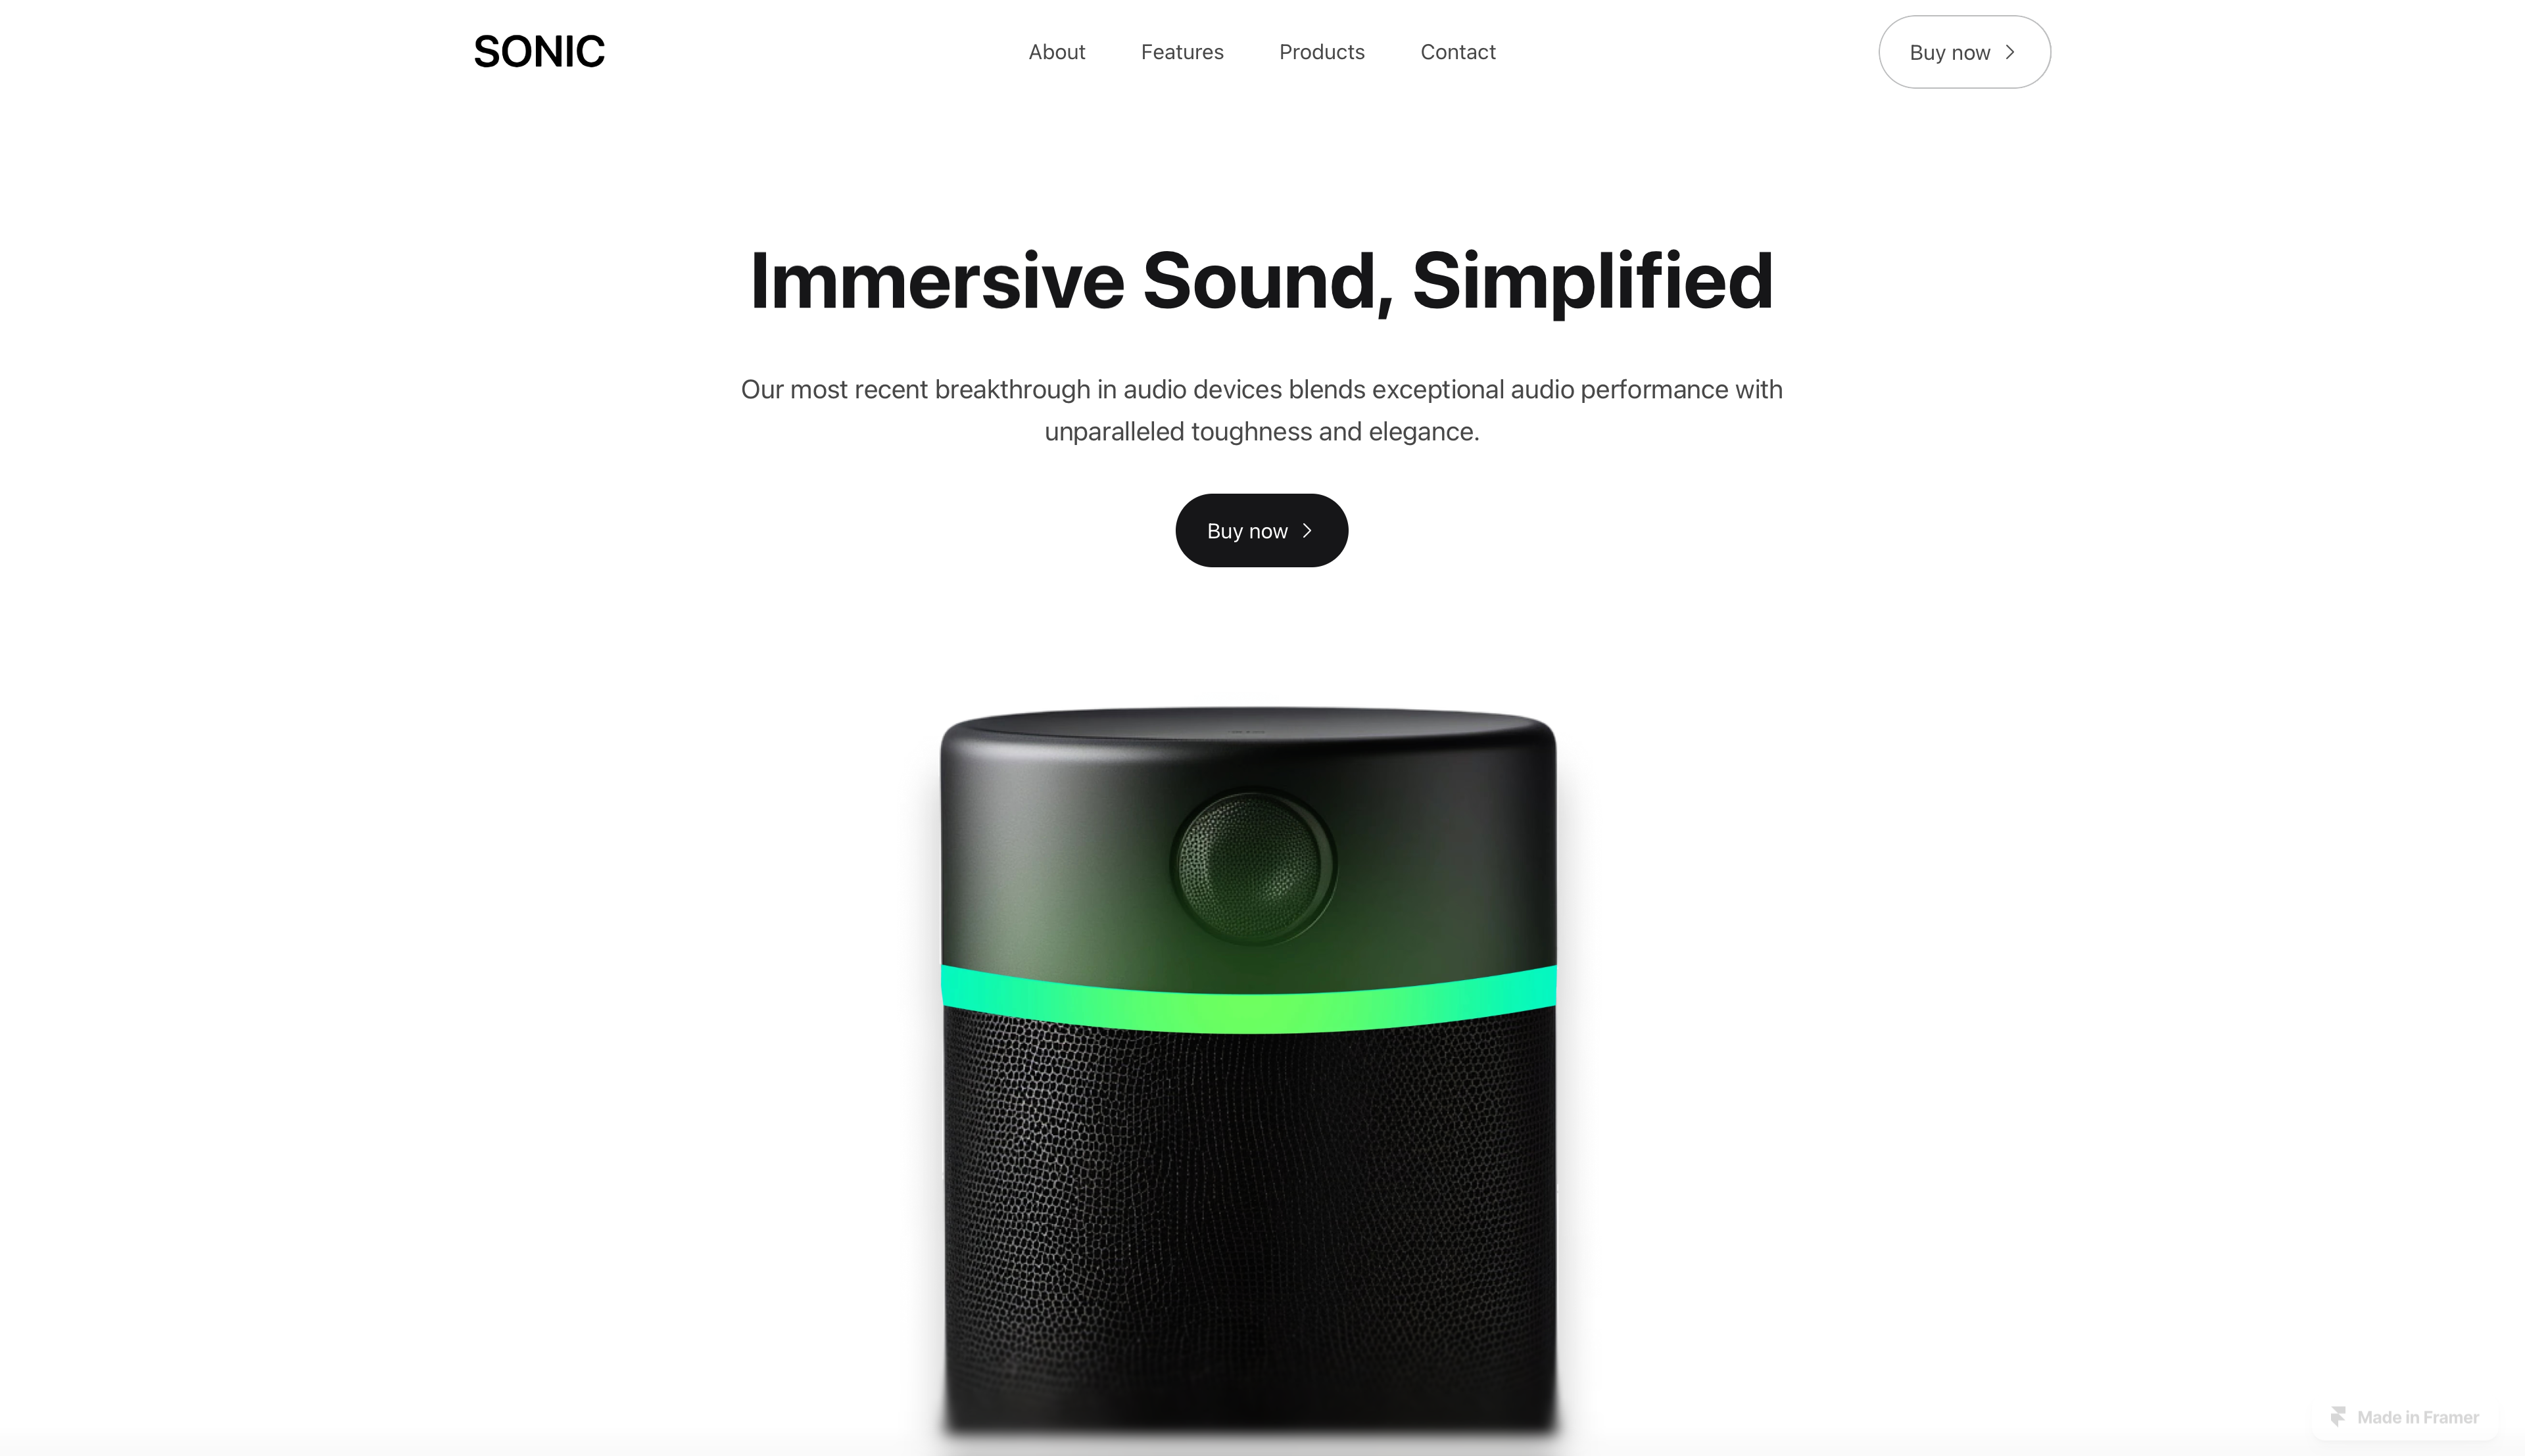 SONIC
About
Features
Products
Contact
Buy now
Immersive Sound, Simplified
Our most recent breakthrough in audio devices blends exceptional audio performance with
unparalleled toughness and elegance.
Buy now
Made in Framer